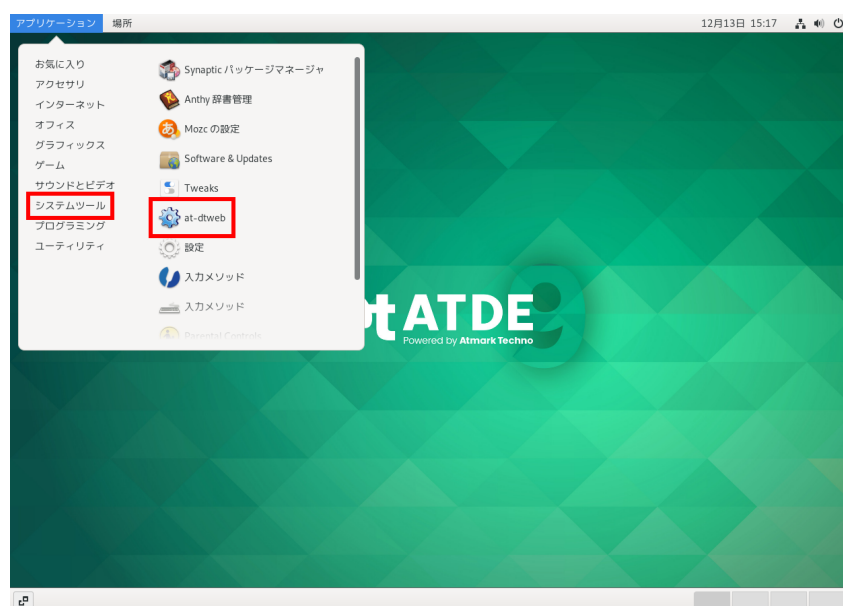 アプリケーション 場所 12月13日 15:17
お気に入り
アクセサリ
インターネット
オフィス
グラフィックス
ゲーム
サウンドとビデオ
システムツール
プログラミング
ユーティリティ
Synaptic パッケージマネージャ
Anthy 辞書管理
Mozc の設定
Software & Updates
Tweaks
at-dtweb
設定
入力メソッド
入力メソッド
Parental Controls
t ATDE 9
Powered by Atmark Techno